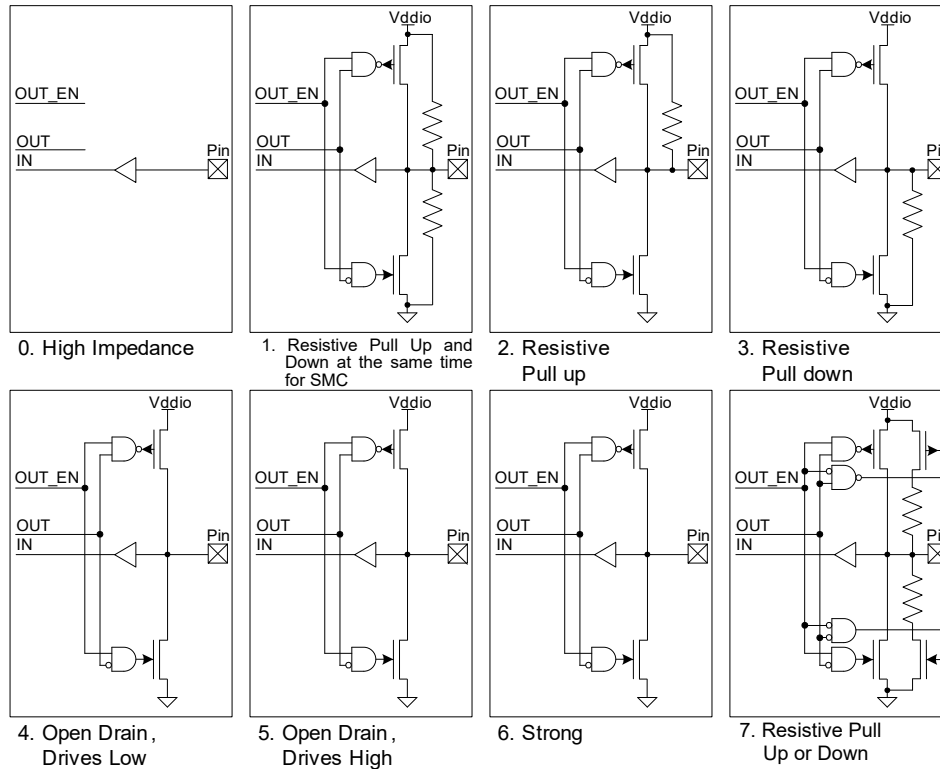 Vddio
Vddio
Vddio
OUT_EN
OUT
IN
Pin
OUT_EN
OUT
IN
Pin
OUT_EN
OUT
IN
Pin
OUT_EN
OUT
IN
Pin
0. High Impedance
1. Resistive Pull Up and
Down at the same time
for SMC
2. Resistive
Pull up
3. Resistive
Pull down
Vddio
Vddio
Vddio
Vddio
OUT_EN
OUT
IN
Pin
OUT_EN
OUT
IN
Pin
OUT_EN
OUT
IN
Pin
OUT_EN
OUT
IN
Pi
4. Open Drain,
Drives Low
5. Open Drain,
Drives High
6. Strong
7. Resistive Pull
Up or Down